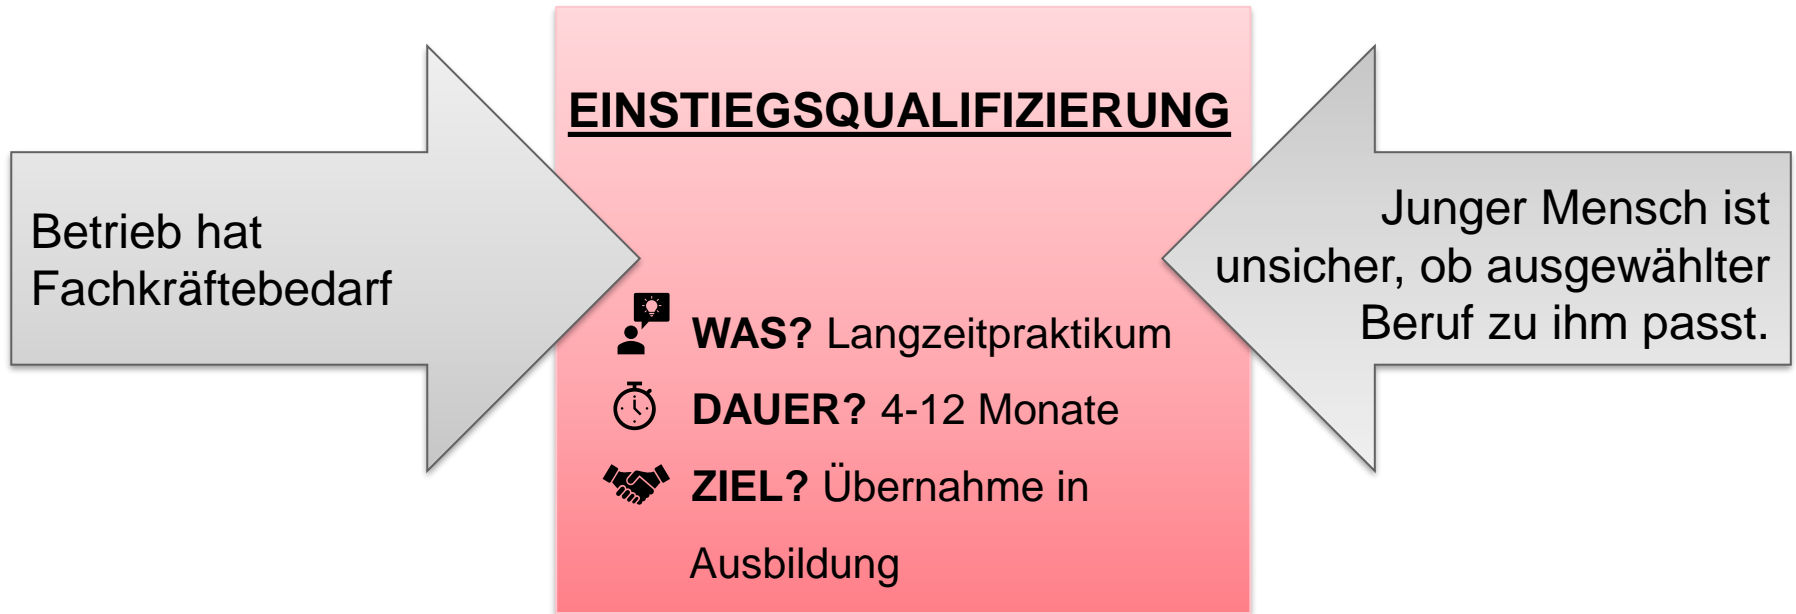 EINSTIEGSQUALIFIZIERUNG
Betrieb hat
Fachkräftebedarf
WAS? Langzeitpraktikum
DAUER? 4-12 Monate
ZIEL? Übernahme in
Ausbildung
Junger Mensch ist
unsicher, ob ausgewählter
Beruf zu ihm passt.